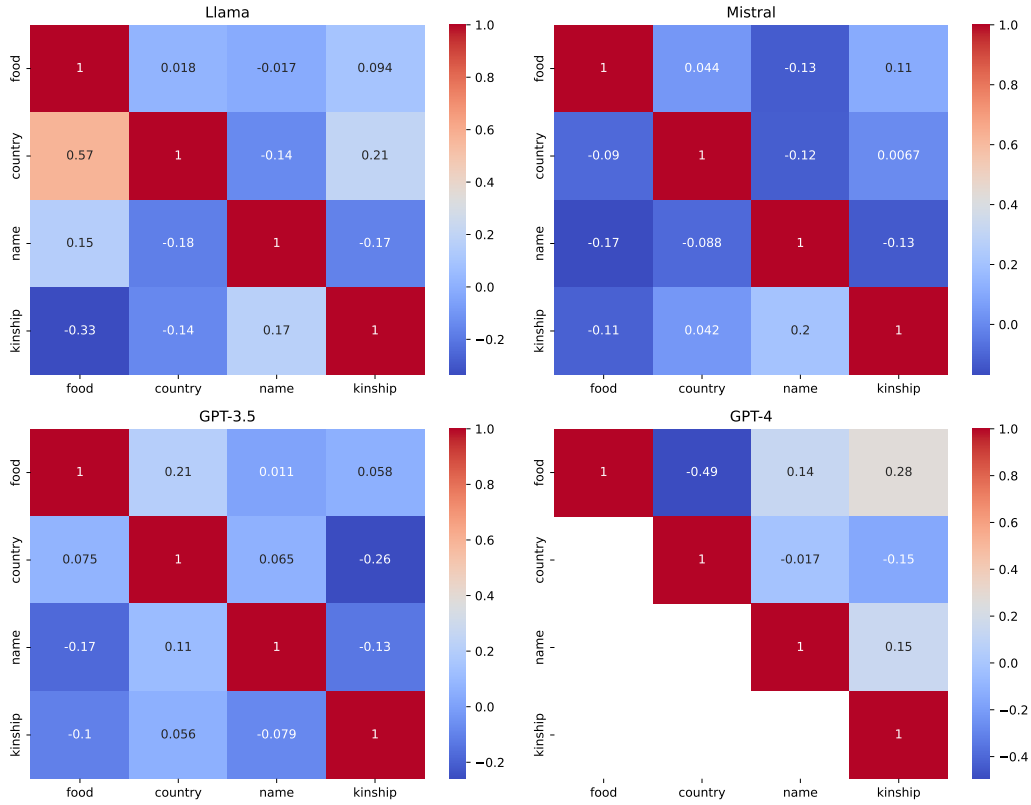 Llama
food 1 0.018 -0.017 0.094
country 0.57 1 -0.14 0.21
name 0.15 -0.18 1 -0.17
kinship -0.33 -0.14 0.17 1
food country name kinship
1.0
0.8
0.6
0.4
0.2
0.0
−0.2
Mistral
food 1 0.044 -0.13 0.11
country -0.09 1 -0.12 0.0067
name -0.17 -0.088 1 -0.13
kinship -0.11 0.042 0.2 1
food country name kinship
1.0
0.8
0.6
0.4
0.2
0.0
GPT-3.5
food 1 0.21 0.011 0.058
country 0.075 1 0.065 -0.26
name -0.17 0.11 1 -0.13
kinship -0.1 0.056 -0.079 1
food country name kinship
1.0
0.8
0.6
0.4
0.2
0.0
−0.2
GPT-4
food 1 -0.49 0.14 0.28
country 1 -0.017 -0.15
name 1 0.15
kinship 1
food country name kinship
1.0
0.8
0.6
0.4
0.2
0.0
−0.2
−0.4